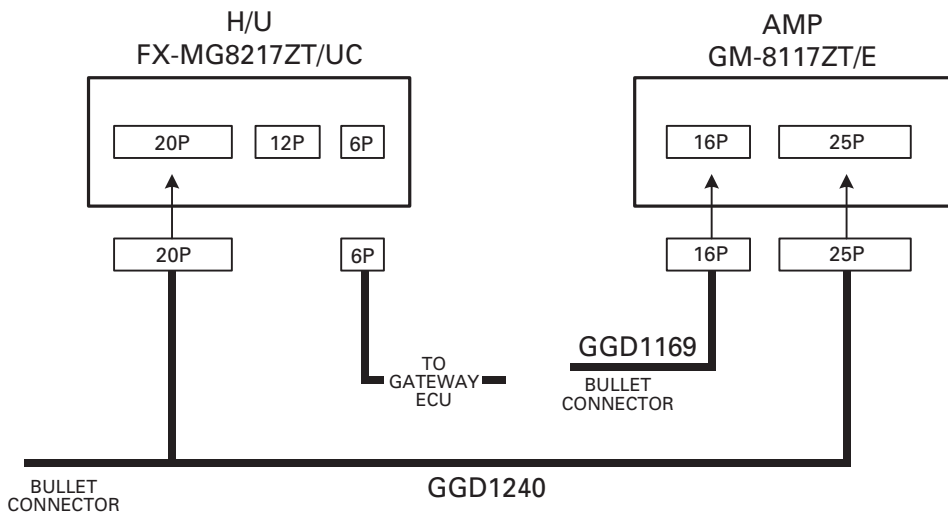 H/U
FX-MG8217ZT/UC
AMP
GM-8117ZT/E
20P
12P
6P
16P
25P
20P
6P
16P
25P
GGD1169
TO
GATEWAY
ECU
BULLET
CONNECTOR
BULLET
CONNECTOR
GGD1240